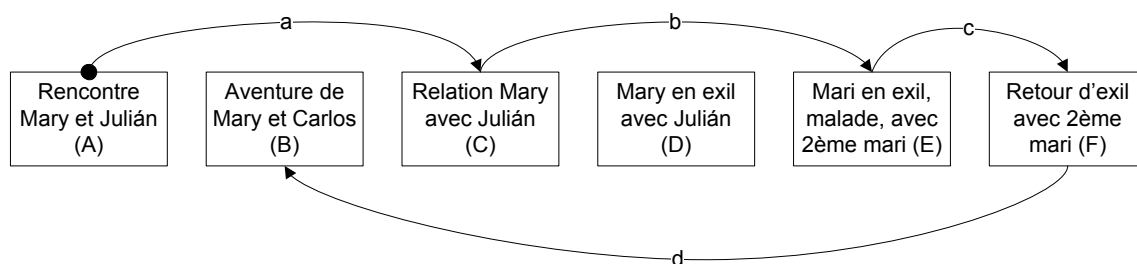 a
b
c
Rencontre
Mary et Julián
(A)
Aventure de
Mary et Carlos
(B)
Relation Mary
avec Julián
(C)
Mary en exil
avec Julián
(D)
Mari en exil,
malade, avec
2ème mari (E)
Retour d’exil
avec 2ème
mari (F)
d